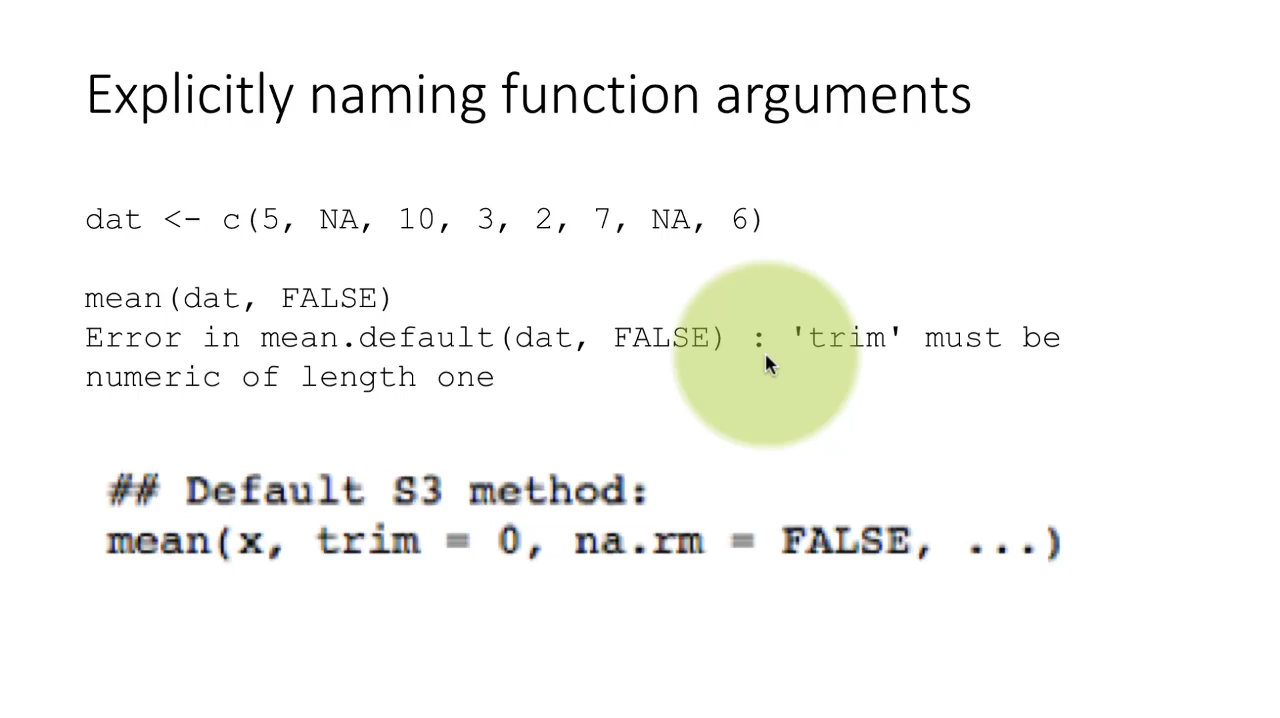 Explicitly naming function arguments
dat <- c(5, NA, 10, 3, 2, 7, NA, 6)
mean(dat, FALSE)
Error in mean.default(dat, FALSE) : 'trim' must be
numeric of length one
## Default S3 method:
mean(x, trim = 0, na.rm = FALSE, ...)